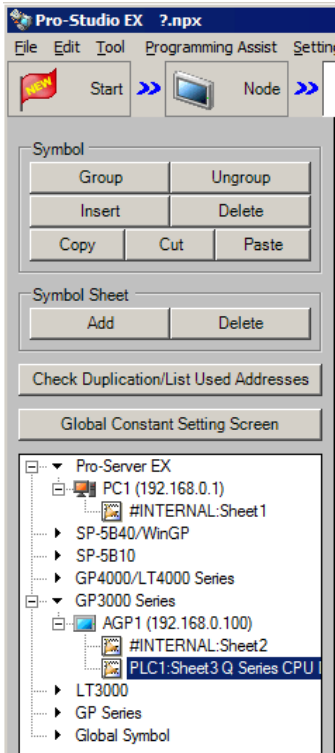 Pro-Studio EX ?.npx
File Edit Tool Programming Assist Setting
NEW Start Node
Symbol
Group Ungroup
Insert Delete
Copy Cut Paste
Symbol Sheet
Add Delete
Check Duplication/List Used Addresses
Global Constant Setting Screen
Pro-Server EX
PC1 (192.168.0.1)
#INTERNAL:Sheet1
SP-5B40/WinGP
SP-5B10
GP4000/LT4000 Series
GP3000 Series
AGP1 (192.168.0.100)
#INTERNAL:Sheet2
PLC1:Sheet3 Q Series CPU
LT3000
GP Series
Global Symbol